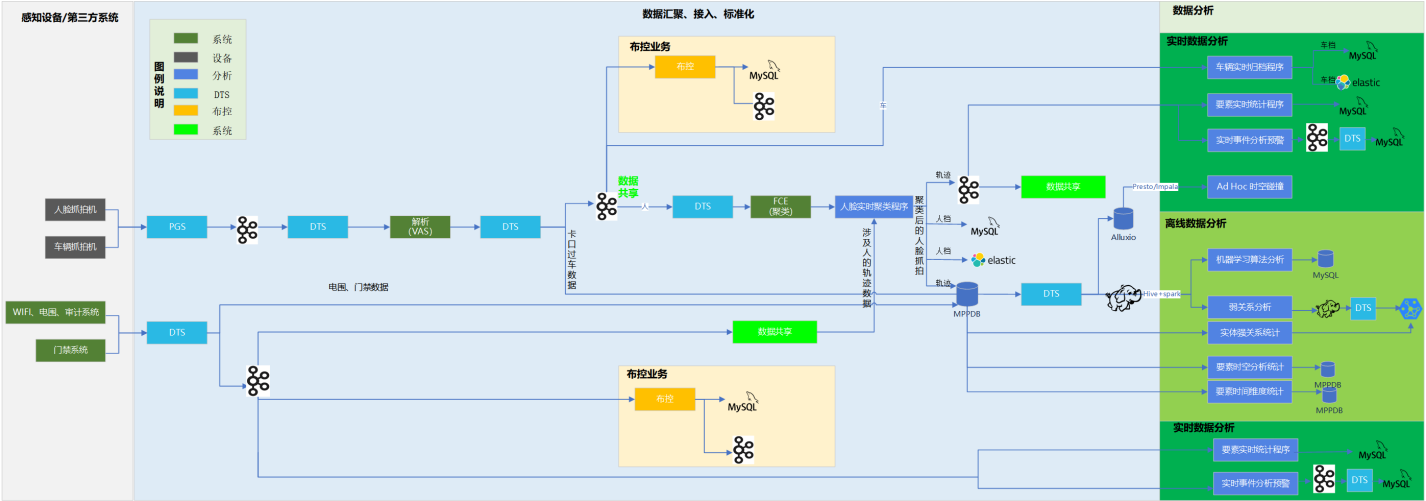 感知设备/第三方系统
数据汇聚、接入、标准化
数据分析
图例说明
系统
设备
分析
DTS
布控
系统
布控业务
布控
MySQL
实时数据分析
车辆实时归档程序
车档
MySQL
车档
elastic
要素实时统计程序
MySQL
实时事件分析预警
DTS
MySQL
车
Presto/Impala
Ad Hoc 时空碰撞
人脸抓拍机
车辆抓拍机
PGS
DTS
解析
(VAS)
DTS
数据
共享
人
DTS
FCE
(聚类)
人脸实时聚类程序
聚类后的人脸抓拍
轨迹
数据共享
人档
MySQL
人档
elastic
轨迹
MPPDB
卡口过车数据
涉及人的轨迹数据
Alluxio
DTS
Hive+spark
离线数据分析
机器学习算法分析
MySQL
弱关系分析
DTS
实体强关系统计
要素时空分析统计
MPPDB
要素时间维度统计
MPPDB
电围、门禁数据
WIFI、电围、审计系统
门禁系统
DTS
数据共享
布控业务
布控
MySQL
实时数据分析
要素实时统计程序
MySQL
实时事件分析预警
DTS
MySQL